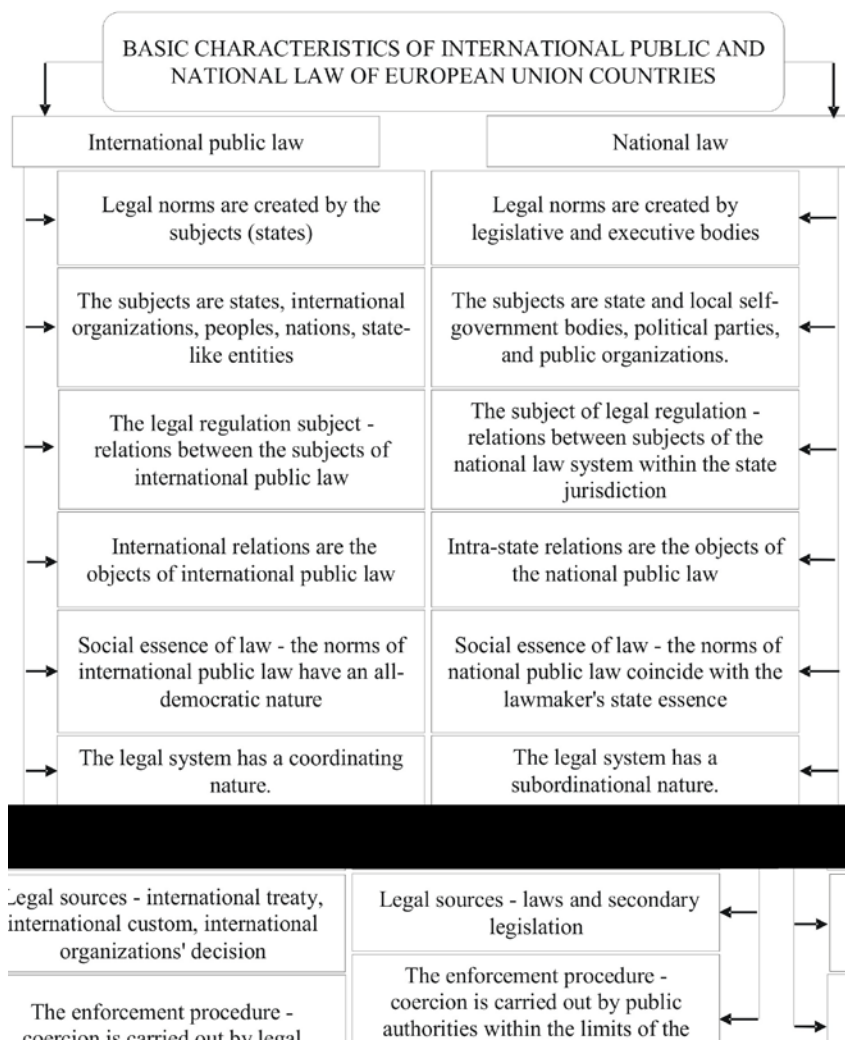 BASIC CHARACTERISTICS OF INTERNATIONAL PUBLIC AND
NATIONAL LAW OF EUROPEAN UNION COUNTRIES
International public law
National law
Legal norms are created by the
subjects (states)
Legal norms are created by
legislative and executive bodies
The subjects are states, international
organizations, peoples, nations, state-
like entities
The subjects are state and local self-
government bodies, political parties,
and public organizations.
The legal regulation subject -
relations between the subjects of
international public law
The subject of legal regulation -
relations between subjects of the
national law system within the state
jurisdiction
International relations are the
objects of international public law
Intra-state relations are the objects of
the national public law
Social essence of law - the norms of
international public law have an all-
democratic nature
Social essence of law - the norms of
national public law coincide with the
lawmaker's state essence
The legal system has a coordinating
nature.
The legal system has a
subordinational nature.
Legal sources - international treaty,
international custom, international
organizations' decision
Legal sources - laws and secondary
legislation
The enforcement procedure -
coercion is carried out by legal
The enforcement procedure -
coercion is carried out by public
authorities within the limits of the